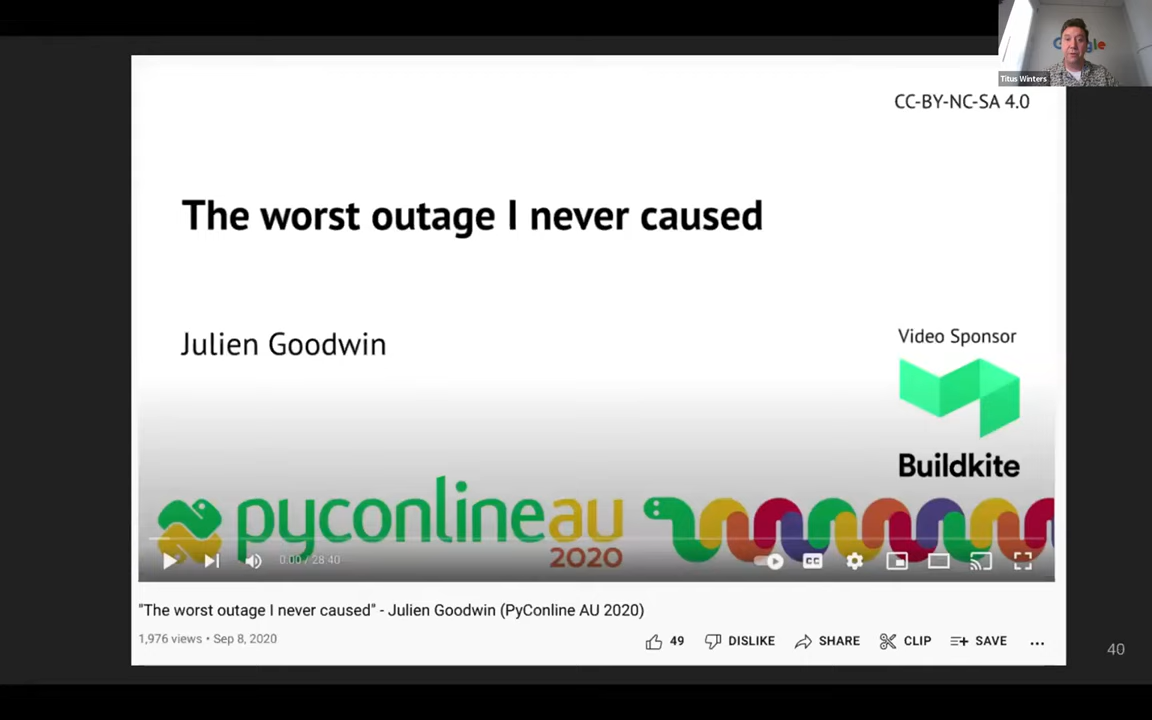 Google
Titus Winters
CC-BY-NC-SA 4.0
The worst outage I never caused
Julien Goodwin
Video Sponsor
Buildkite
pyconlineau
2020
0:00 / 28:40
CC
"The worst outage I never caused" - Julien Goodwin (PyConline AU 2020)
1,976 views • Sep 8, 2020
49 DISLIKE SHARE CLIP SAVE ...
40